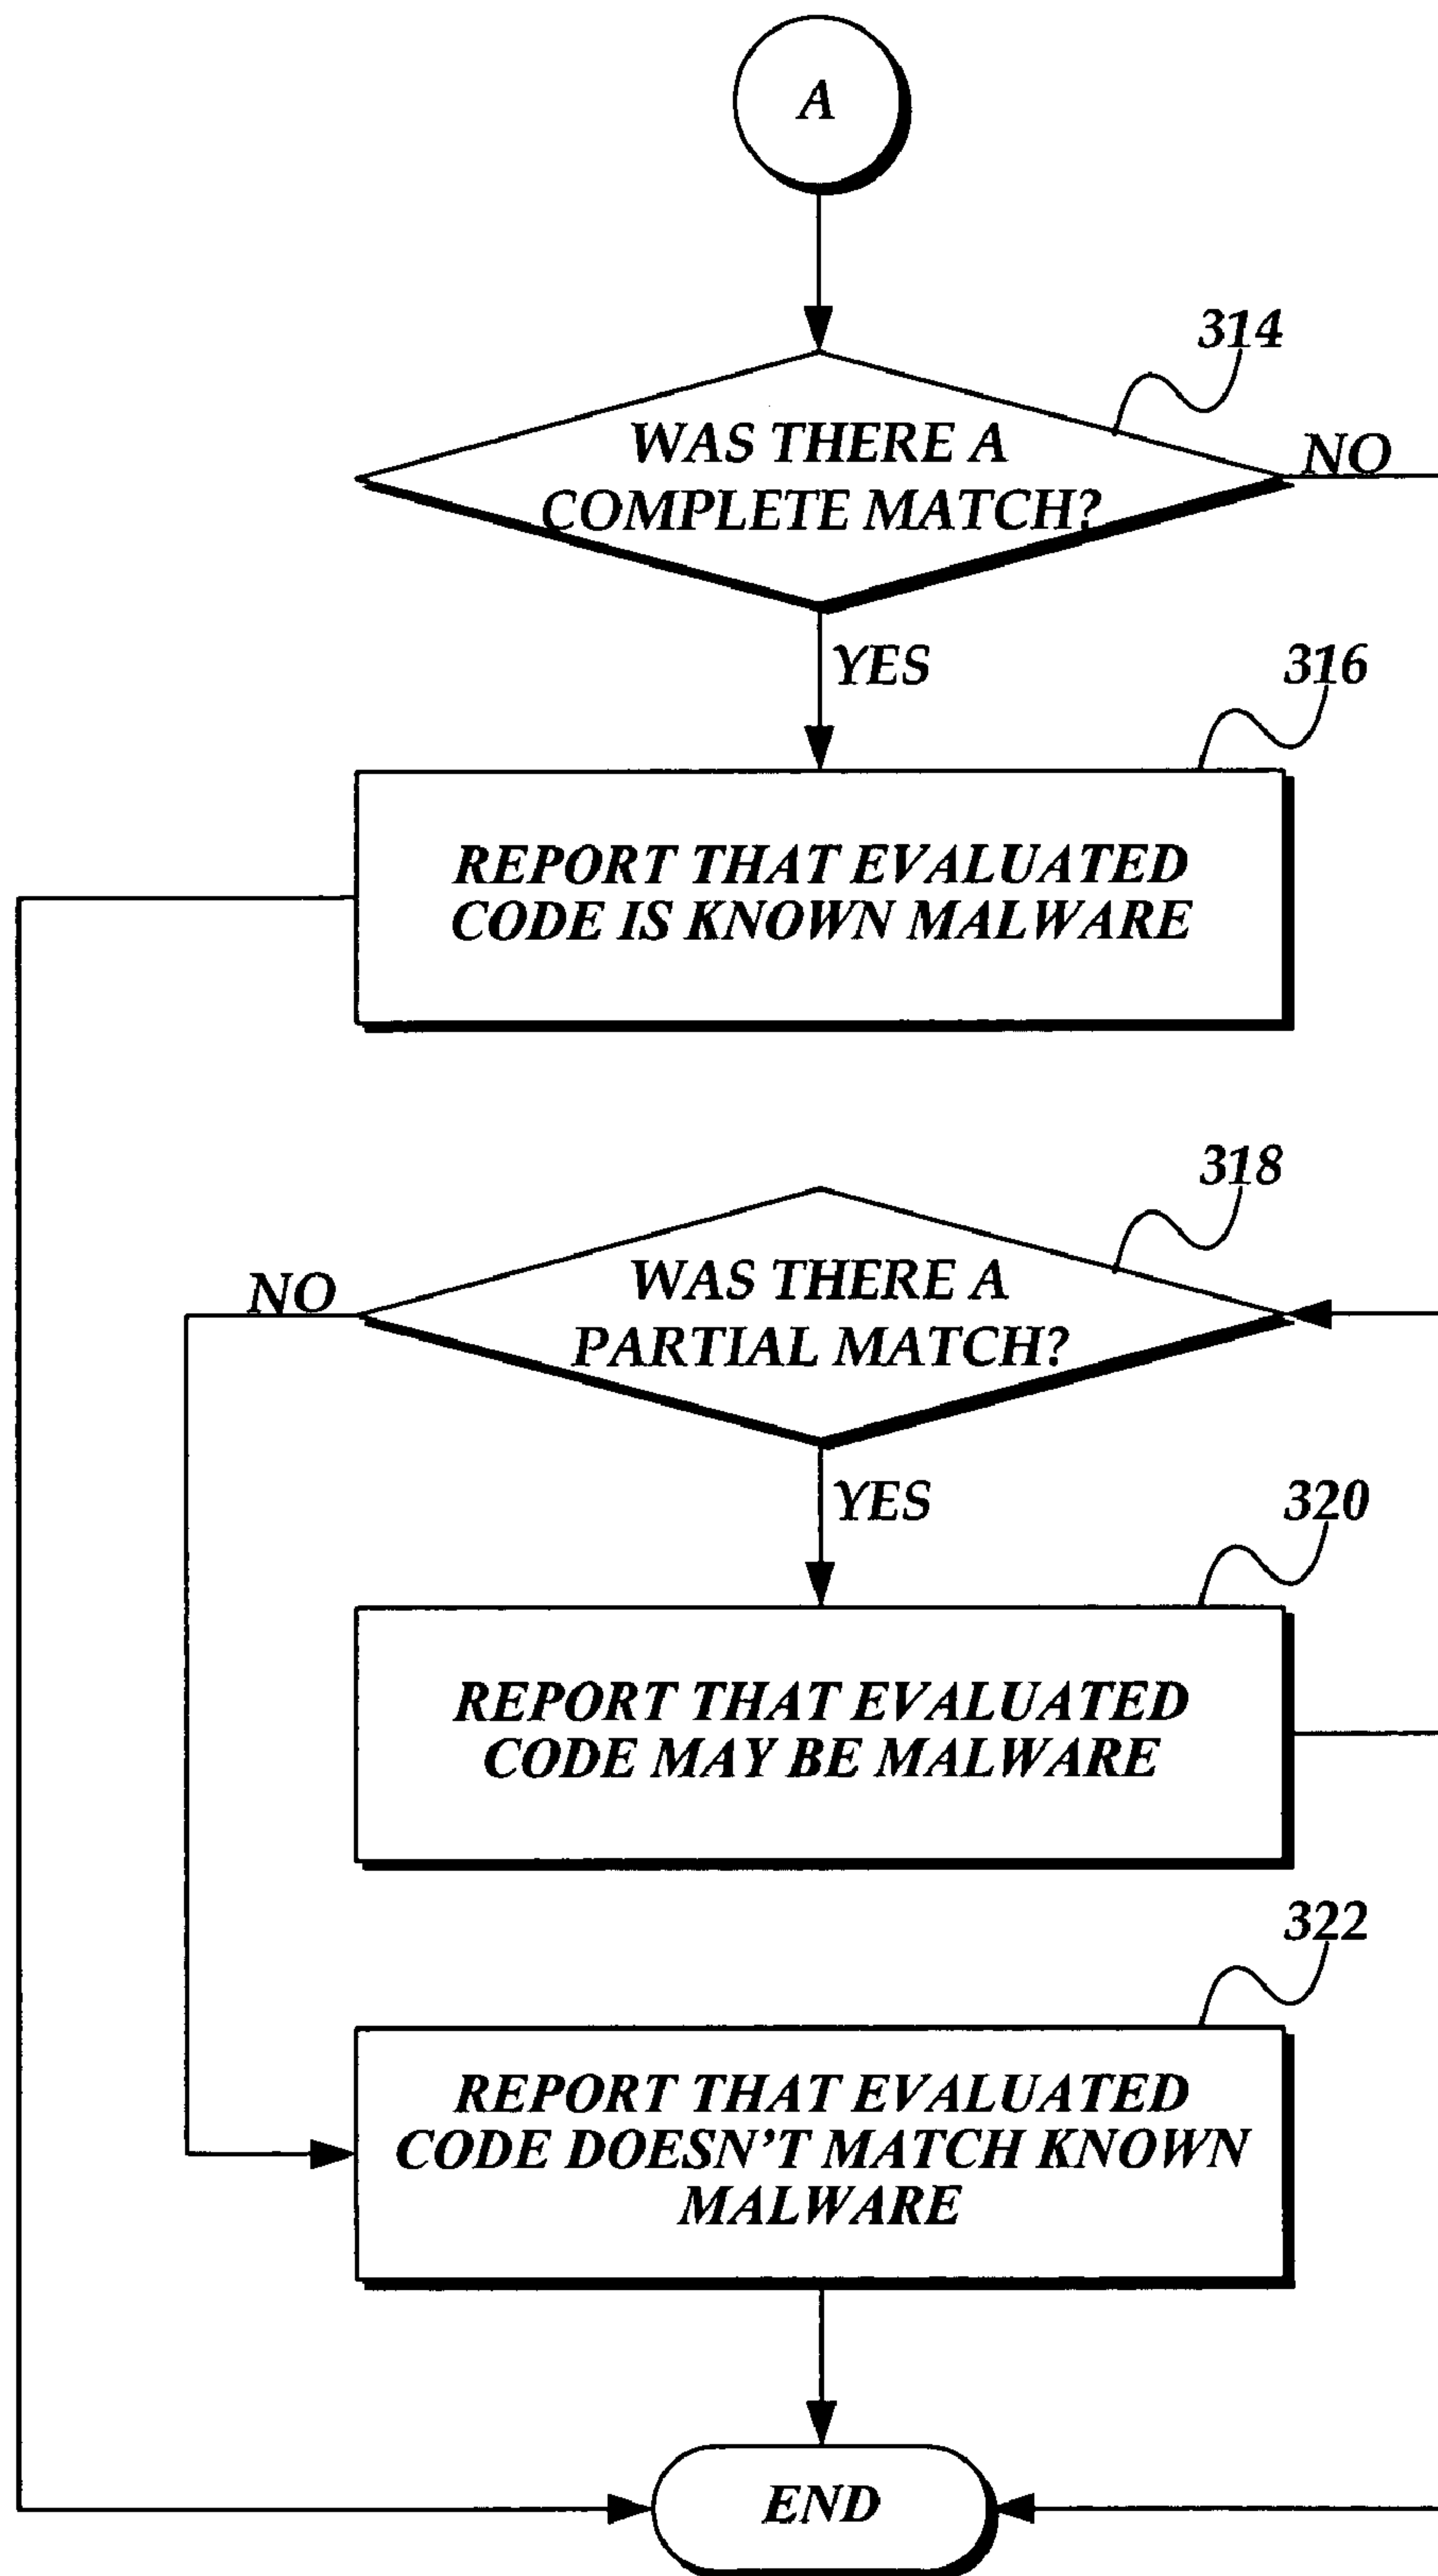 A
314
WAS THERE A
COMPLETE MATCH?
NO
YES
316
REPORT THAT EVALUATED
CODE IS KNOWN MALWARE
318
WAS THERE A
PARTIAL MATCH?
NO
YES
320
REPORT THAT EVALUATED
CODE MAY BE MALWARE
322
REPORT THAT EVALUATED
CODE DOESN'T MATCH KNOWN
MALWARE
END